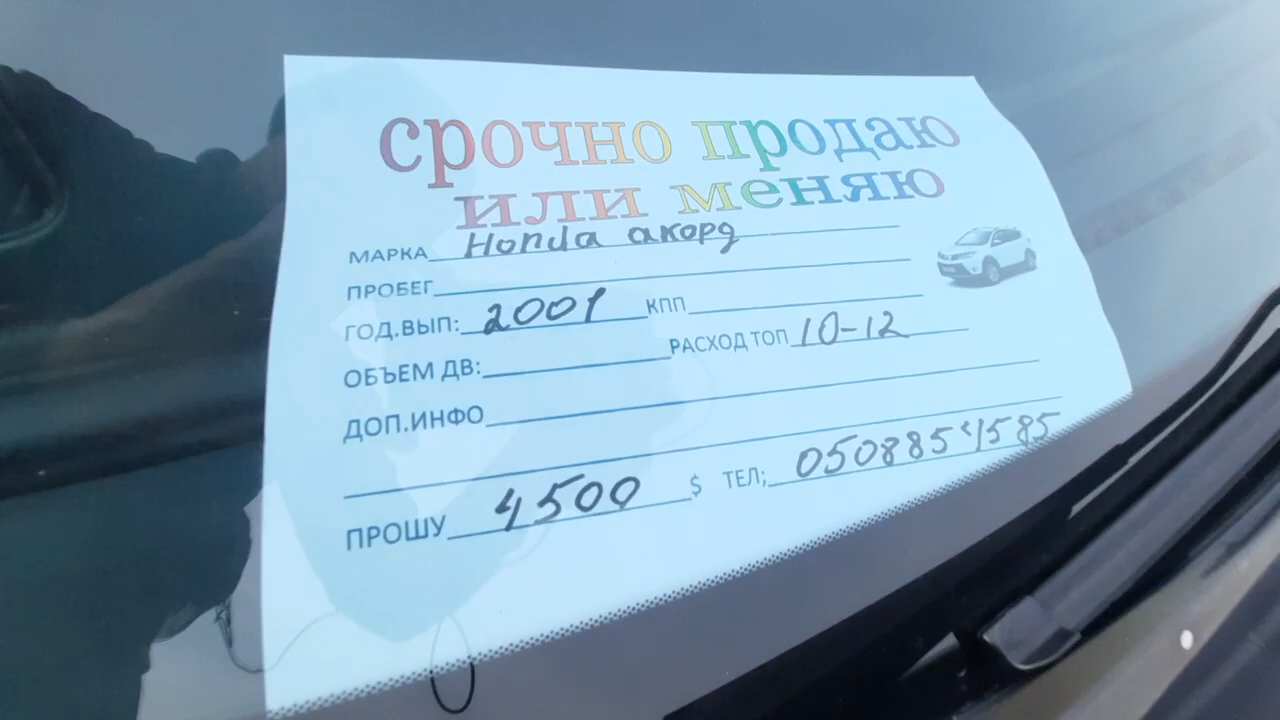 срочно продаю
или меняю
МАРКА Honda акорд
ПРОБЕГ
ГОД.ВЫП: 2001 КПП
ОБЪЕМ ДВ: РАСХОД ТОП 10-12
ДОП.ИНФО
ПРОШУ 4500 $ ТЕЛ; 0508854585